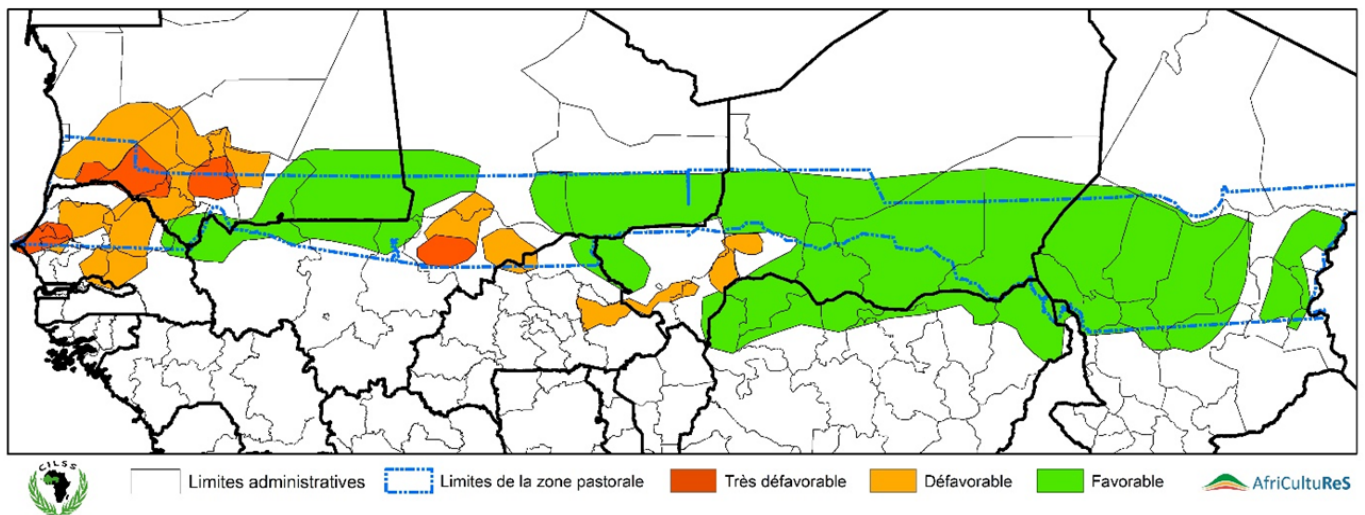 CILSS
Limites administratives
Limites de la zone pastorale
Très défavorable
Défavorable
Favorable
AfriCultuReS